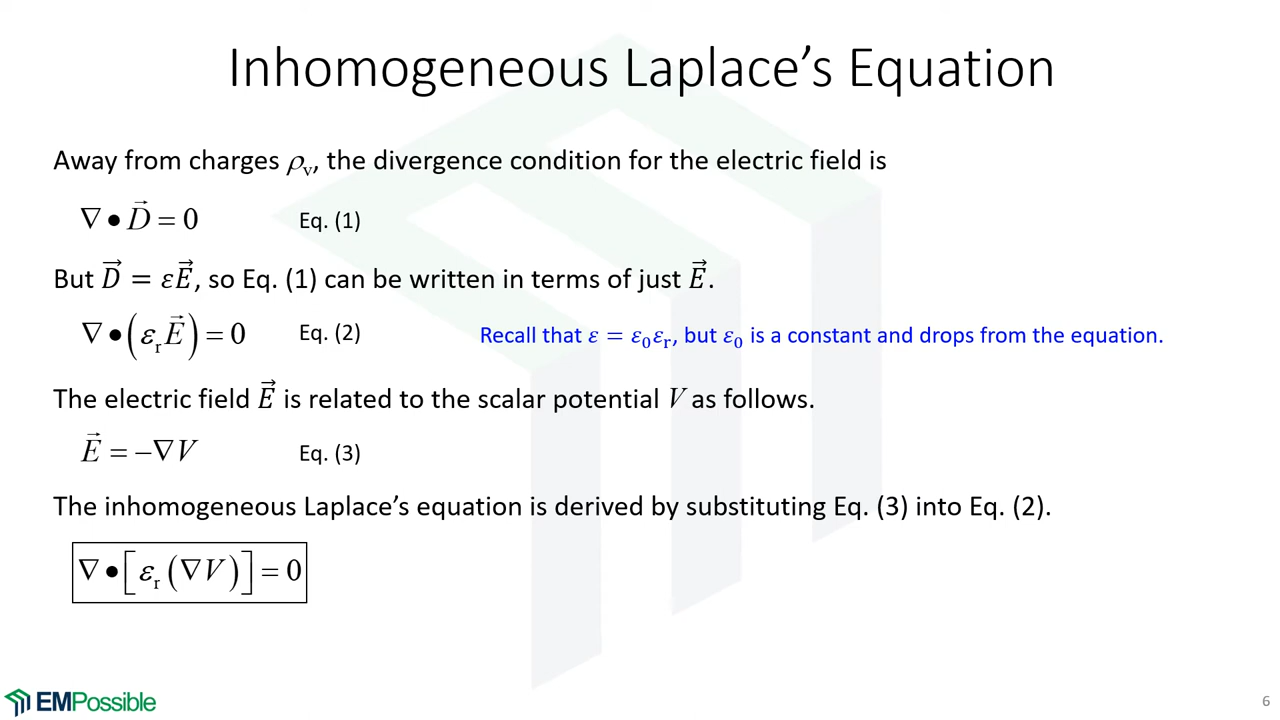 Inhomogeneous Laplace’s Equation
Away from charges ρᵥ, the divergence condition for the electric field is
∇ • D⃗ = 0 Eq. (1)
But D⃗ = εE⃗, so Eq. (1) can be written in terms of just E⃗.
∇ • (εᵣE⃗) = 0 Eq. (2) Recall that ε = ε₀εᵣ, but ε₀ is a constant and drops from the equation.
The electric field E⃗ is related to the scalar potential V as follows.
E⃗ = −∇V Eq. (3)
The inhomogeneous Laplace’s equation is derived by substituting Eq. (3) into Eq. (2).
∇ • [εᵣ(∇V)] = 0
EMPossible 6